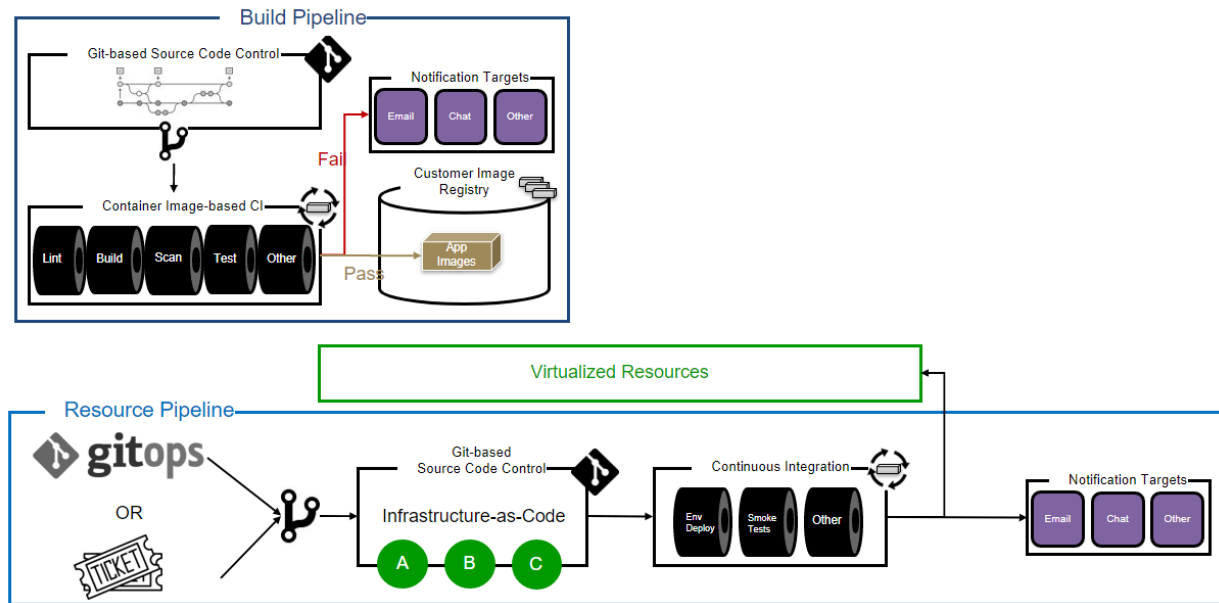 Build Pipeline
Git-based Source Code Control
Notification Targets
Email
Chat
Other
Fail
Customer Image
Registry
Container Image-based CI
Lint
Build
Scan
Test
Other
Pass
App
Images
Virtualized Resources
Resource Pipeline
gitops
OR
TICKET
Git-based
Source Code Control
Infrastructure-as-Code
A
B
C
Continuous Integration
Env
Deploy
Smoke
Tests
Other
Notification Targets
Email
Chat
Other